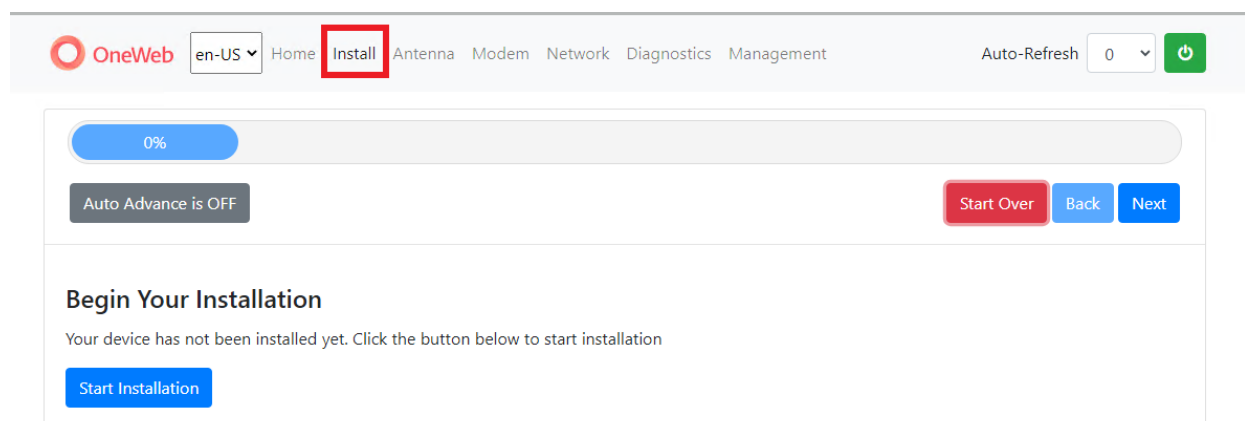 OneWeb en-US Home Install Antenna Modem Network Diagnostics Management Auto-Refresh 0
0%
Auto Advance is OFF Start Over Back Next
Begin Your Installation
Your device has not been installed yet. Click the button below to start installation
Start Installation